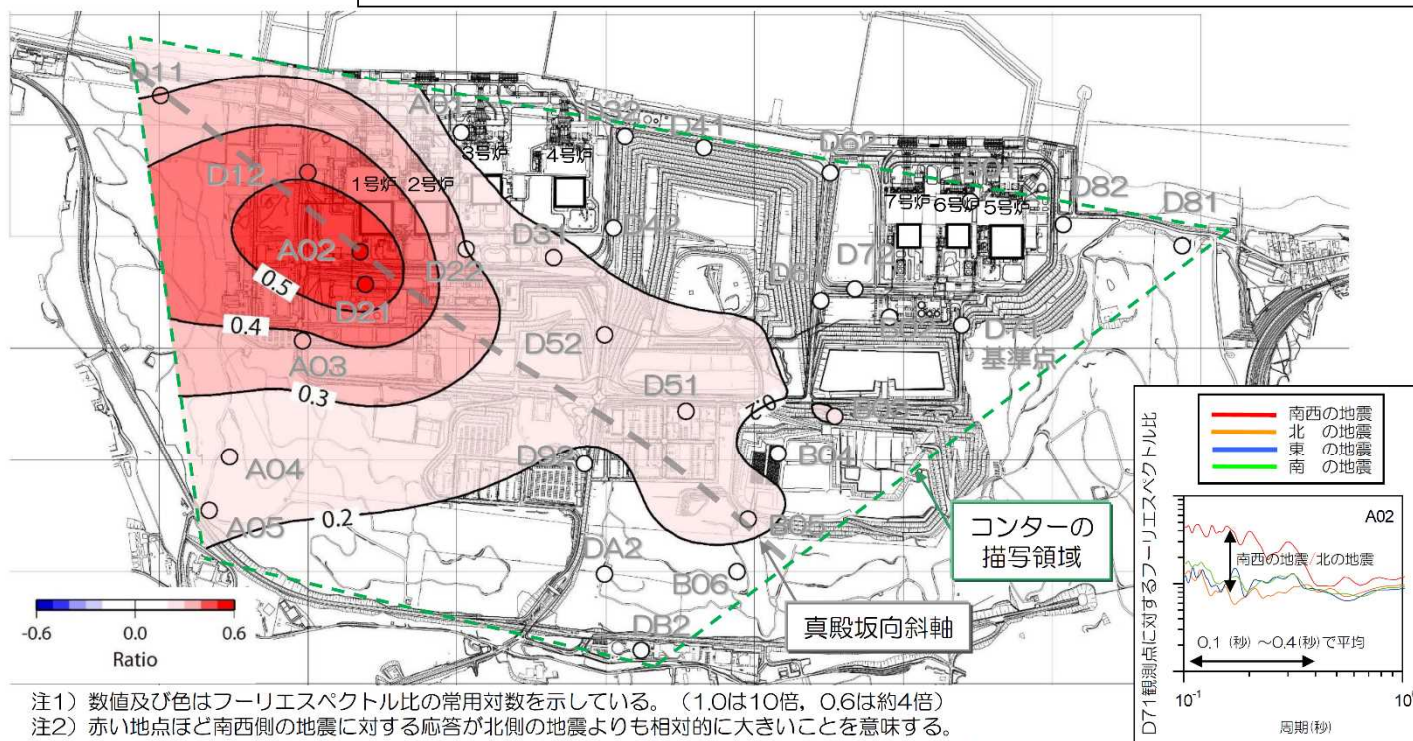 D11
A01
D32
D41
D62
B01
D82
D81
3号炉
4号炉
D12
1号炉
2号炉
7号炉
6号炉
5号炉
D31
D42
A02
D22
D72
0.5
D21
0.4
D52
D71
基準点
A03
0.3
D51
0.2
B04
A04
A05
0.2
B05
DA2
B06
DB2
コンターの
描写領域
真殿坂向斜軸
-0.6
0.0
0.6
Ratio
南西の地震
北 の地震
東 の地震
南 の地震
D71観測点に対するフーリエスペクトル比
A02
南西の地震/北の地震
0.1 (秒) ~0.4(秒)で平均
10-1
100
周期(秒)
注1) 数値及び色はフーリエスペクトル比の常用対数を示している。 (1.0は10倍, 0.6は約4倍)
注2) 赤い地点ほど南西側の地震に対する応答が北側の地震よりも相対的に大きいことを意味する。